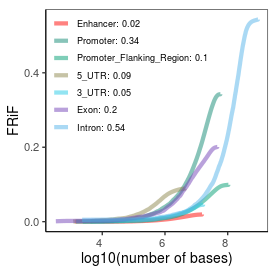 Enhancer: 0.02
Promoter: 0.34
Promoter_Flanking_Region: 0.1
5_UTR: 0.09
3_UTR: 0.05
Exon: 0.2
Intron: 0.54
FRiF
0.4
0.2
0.0
4 6 8
log10(number of bases)